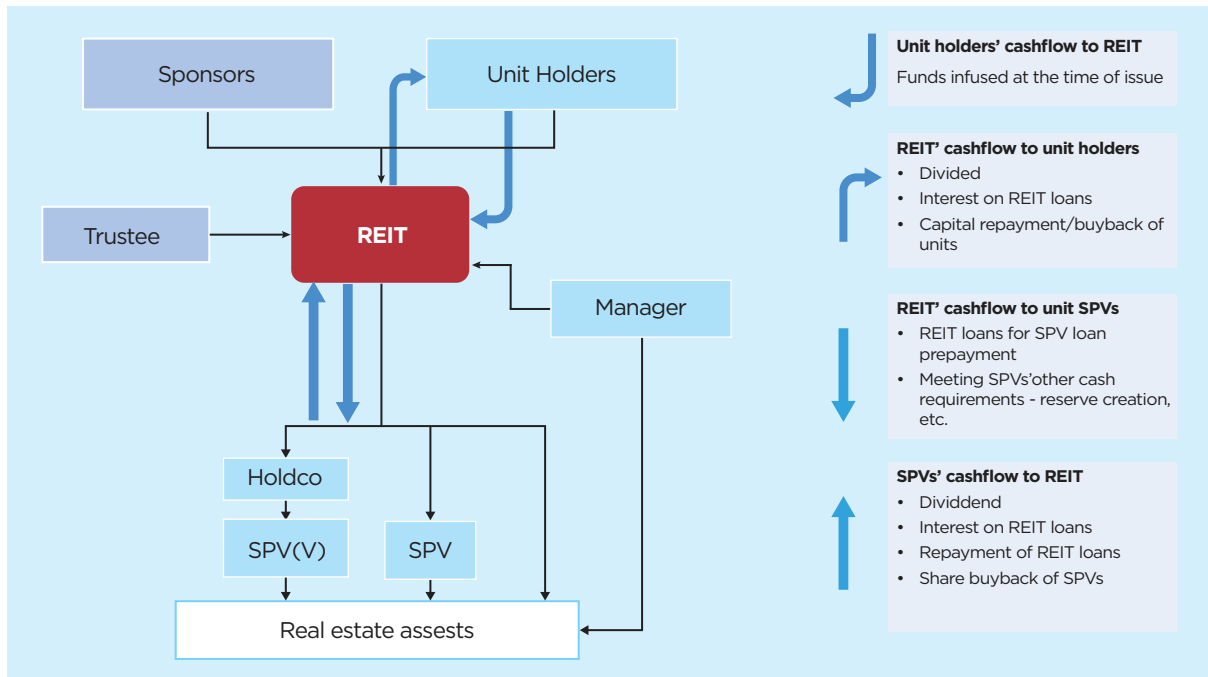 Sponsors
Unit Holders
Trustee
REIT
Manager
Holdco
SPV(V)
SPV
Real estate assests
Unit holders’ cashflow to REIT
Funds infused at the time of issue
REIT’ cashflow to unit holders
• Divided
• Interest on REIT loans
• Capital repayment/buyback of
units
REIT’ cashflow to unit SPVs
• REIT loans for SPV loan
prepayment
• Meeting SPVs’other cash
requirements - reserve creation,
etc.
SPVs’ cashflow to REIT
• Dividdend
• Interest on REIT loans
• Repayment of REIT loans
• Share buyback of SPVs